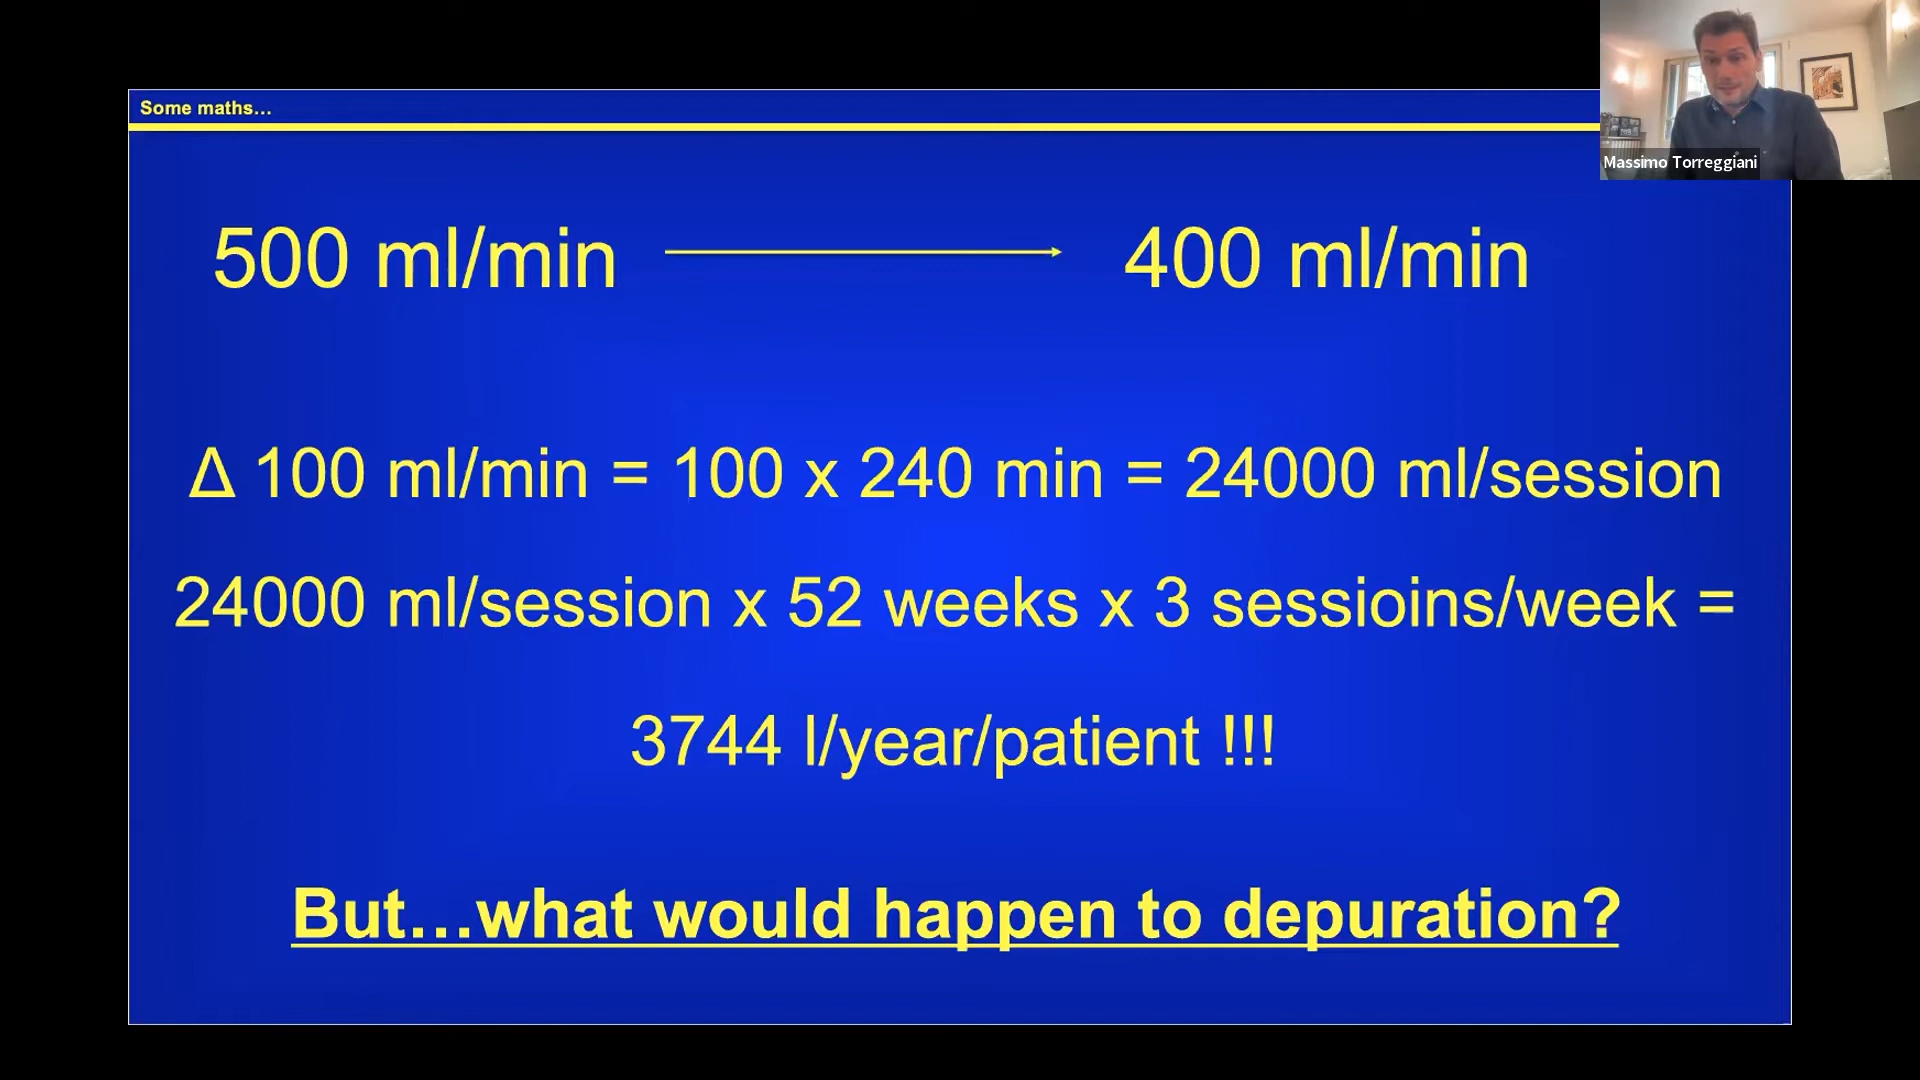 Some maths...
Massimo Torreggiani
500 ml/min
400 ml/min
Δ 100 ml/min = 100 x 240 min = 24000 ml/session
24000 ml/session x 52 weeks x 3 sessioins/week =
3744 l/year/patient !!!
But...what would happen to depuration?